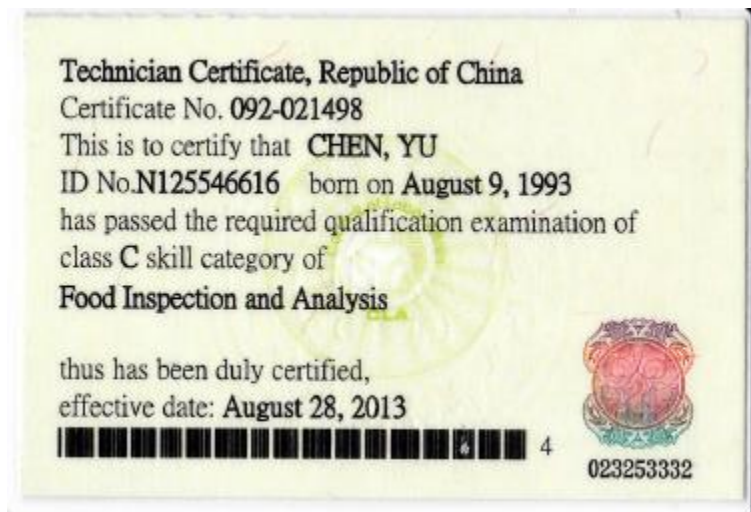 Technician Certificate, Republic of China
Certificate No. 092-021498
This is to certify that CHEN, YU
ID No.N125546616 born on August 9, 1993
has passed the required qualification examination of
class C skill category of
CLA
Food Inspection and Analysis
thus has been duly certified,
effective date: August 28, 2013
4
023253332